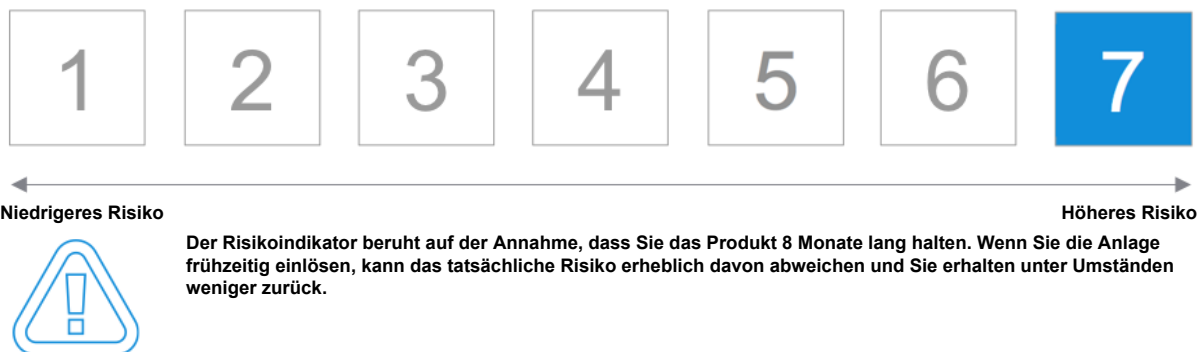 1 2 3 4 5 6 7
Niedrigeres Risiko Höheres Risiko
Der Risikoindikator beruht auf der Annahme, dass Sie das Produkt 8 Monate lang halten. Wenn Sie die Anlage
frühzeitig einlösen, kann das tatsächliche Risiko erheblich davon abweichen und Sie erhalten unter Umständen
weniger zurück.